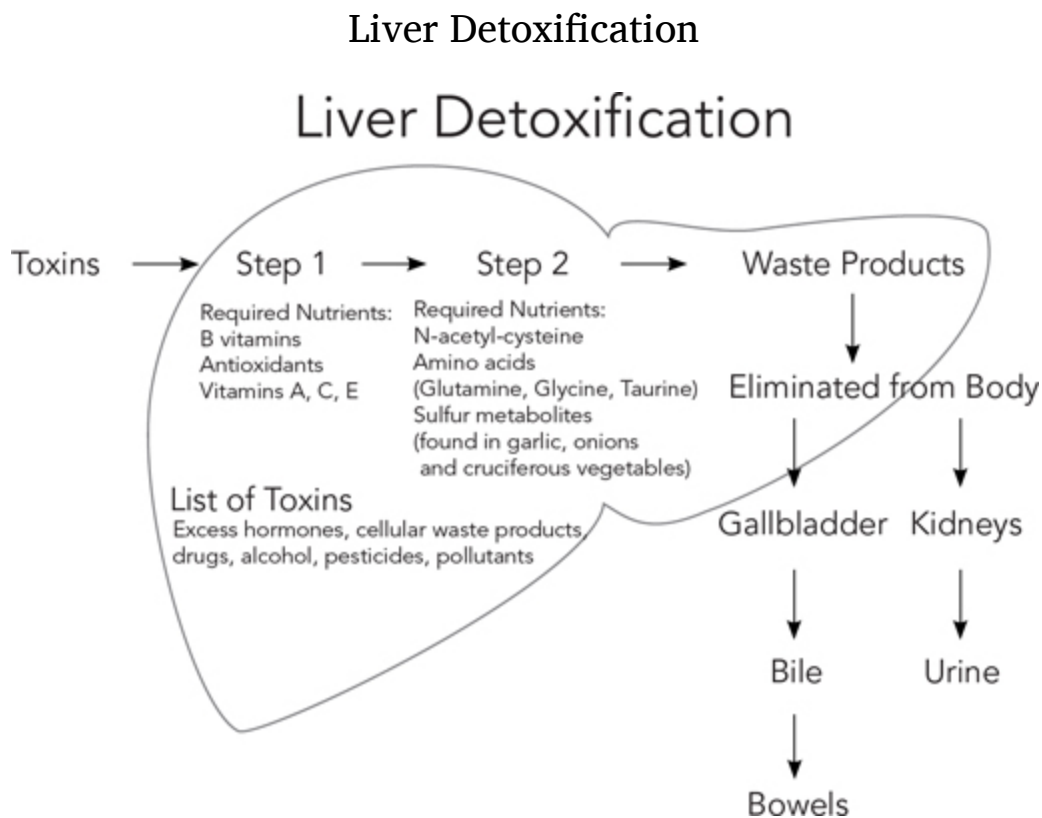 Liver Detoxification
Liver Detoxification
Toxins
Step 1
Step 2
Waste Products
Required Nutrients:
B vitamins
Antioxidants
Vitamins A, C, E
Required Nutrients:
N-acetyl-cysteine
Amino acids
(Glutamine, Glycine, Taurine)
Sulfur metabolites
(found in garlic, onions
and cruciferous vegetables)
Eliminated from Body
List of Toxins
Excess hormones, cellular waste products,
drugs, alcohol, pesticides, pollutants
Gallbladder
Kidneys
Bile
Urine
Bowels